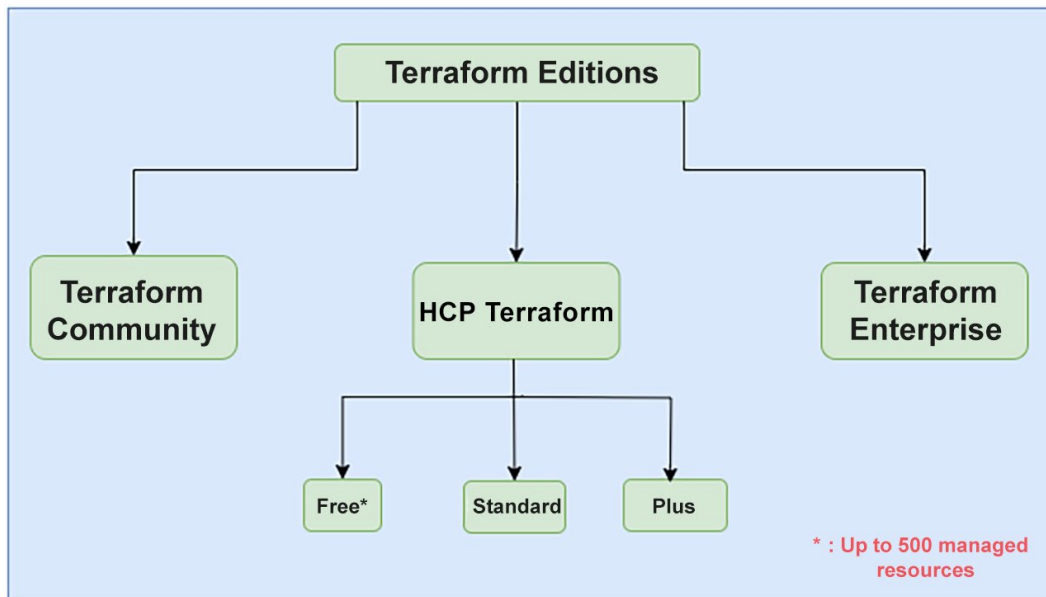 Terraform Editions
Terraform
Community
HCP Terraform
Terraform
Enterprise
Free*
Standard
Plus
* : Up to 500 managed
resources